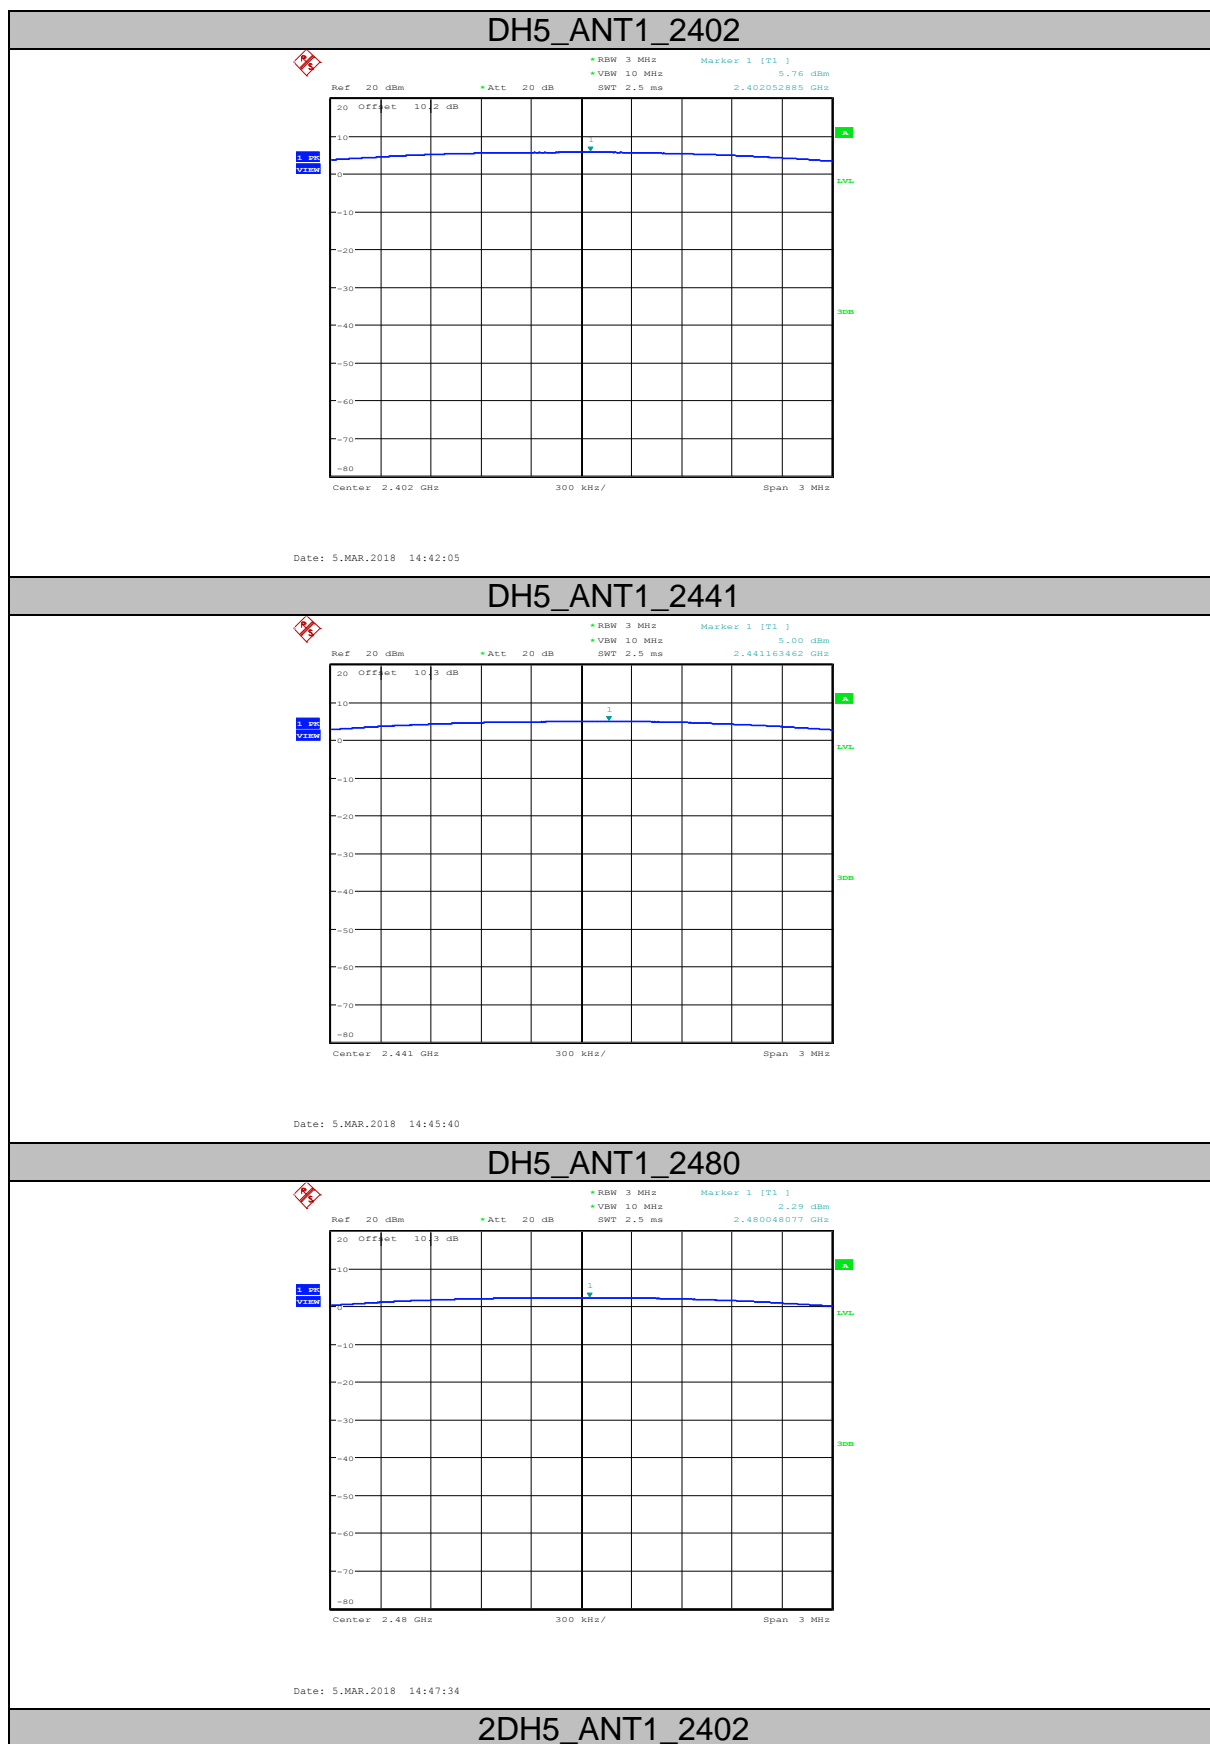 DH5_ANT1_2402
R S
*RBW 3 MHz Marker 1 [T1 ]
*VBW 10 MHz 5.76 dBm
Ref 20 dBm *Att 20 dB SWT 2.5 ms 2.402052885 GHz
20 Offset 10.2 dB
A
10
1
1 PK
VIEW
0
LVL
-10
-20
-30
3DB
-40
-50
-60
-70
-80
Center 2.402 GHz 300 kHz/ Span 3 MHz
Date: 5.MAR.2018 14:42:05
DH5_ANT1_2441
R S
*RBW 3 MHz Marker 1 [T1 ]
*VBW 10 MHz 5.00 dBm
Ref 20 dBm *Att 20 dB SWT 2.5 ms 2.441163462 GHz
20 Offset 10.3 dB
A
10
1
1 PK
VIEW
0
LVL
-10
-20
-30
3DB
-40
-50
-60
-70
-80
Center 2.441 GHz 300 kHz/ Span 3 MHz
Date: 5.MAR.2018 14:45:40
DH5_ANT1_2480
R S
*RBW 3 MHz Marker 1 [T1 ]
*VBW 10 MHz 2.29 dBm
Ref 20 dBm *Att 20 dB SWT 2.5 ms 2.480048077 GHz
20 Offset 10.3 dB
A
10
1
1 PK
VIEW
0
LVL
-10
-20
-30
3DB
-40
-50
-60
-70
-80
Center 2.48 GHz 300 kHz/ Span 3 MHz
Date: 5.MAR.2018 14:47:34
2DH5_ANT1_2402